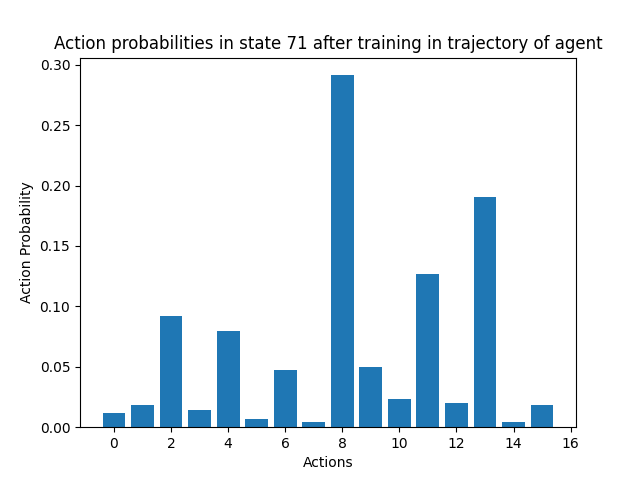 Action probabilities in state 71 after training in trajectory of agent
0.30
0.25
0.20
0.15
0.10
0.05
0.00
Action Probability
0 2 4 6 8 10 12 14 16
Actions